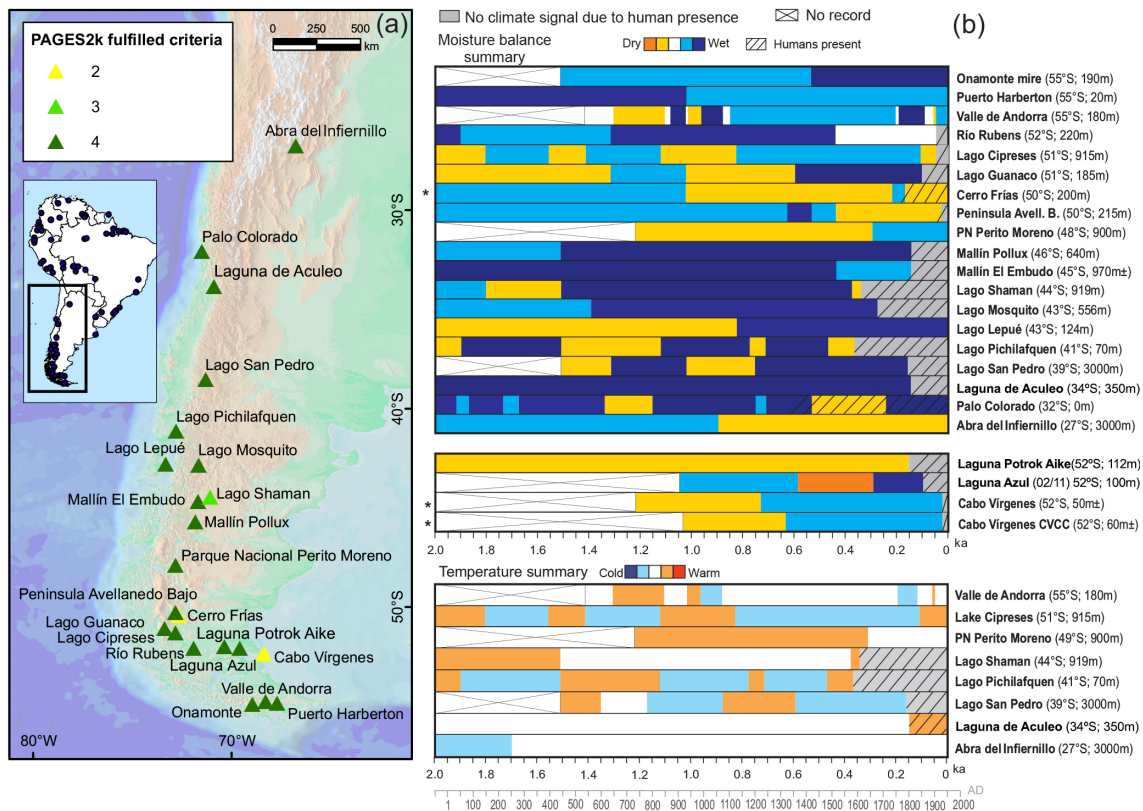 (a)
0 250 500
km
PAGES2k fulfilled criteria
2
3
4
Abra del Infiernillo
30°S
Palo Colorado
Laguna de Aculeo
Lago San Pedro
40°S
Lago Pichilafquen
Lago Lepué
Lago Mosquito
Lago Shaman
Mallín El Embudo
Mallín Pollux
Parque Nacional Perito Moreno
Peninsula Avellanedo Bajo
50°S
Cerro Frías
Lago Guanaco
Laguna Potrok Aike
Lago Cipreses
Río Rubens
Cabo Vírgenes
Laguna Azul
Valle de Andorra
Onamonte
Puerto Harberton
80°W 70°W
(b)
No climate signal due to human presence
No record
Moisture balance
summary
Dry Wet
Humans present
Onamonte mire (55°S; 190m)
Puerto Harberton (55°S; 20m)
Valle de Andorra (55°S; 180m)
Río Rubens (52°S; 220m)
Lago Cipreses (51°S; 915m)
Lago Guanaco (51°S; 185m)
* Cerro Frías (50°S; 200m)
Peninsula Avell. B. (50°S; 215m)
PN Perito Moreno (48°S; 900m)
Mallín Pollux (46°S; 640m)
Mallín El Embudo (45°S, 970m±)
Lago Shaman (44°S; 919m)
Lago Mosquito (43°S; 556m)
Lago Lepué (43°S; 124m)
Lago Pichilafquen (41°S; 70m)
Lago San Pedro (39°S; 3000m)
Laguna de Aculeo (34ºS; 350m)
Palo Colorado (32°S; 0m)
Abra del Infiernillo (27°S; 3000m)
Laguna Potrok Aike(52ºS; 112m)
Laguna Azul (02/11) 52ºS; 100m)
* Cabo Vírgenes (52°S, 50m±)
* Cabo Vírgenes CVCC (52°S; 60m±)
2.0 1.8 1.6 1.4 1.2 1.0 0.8 0.6 0.4 0.2 0
ka
Temperature summary Cold Warm
Valle de Andorra (55°S; 180m)
Lake Cipreses (51°S; 915m)
PN Perito Moreno (49°S; 900m)
Lago Shaman (44°S; 919m)
Lago Pichilafquen (41°S; 70m)
Lago San Pedro (39°S; 3000m)
Laguna de Aculeo (34ºS; 350m)
Abra del Infiernillo (27°S; 3000m)
2.0 1.8 1.6 1.4 1.2 1.0 0.8 0.6 0.4 0.2 0 ka
AD
1 100 200 300 400 500 600 700 800 900 1000 1100 1200 1300 1400 1500 1600 1700 1800 1900 2000